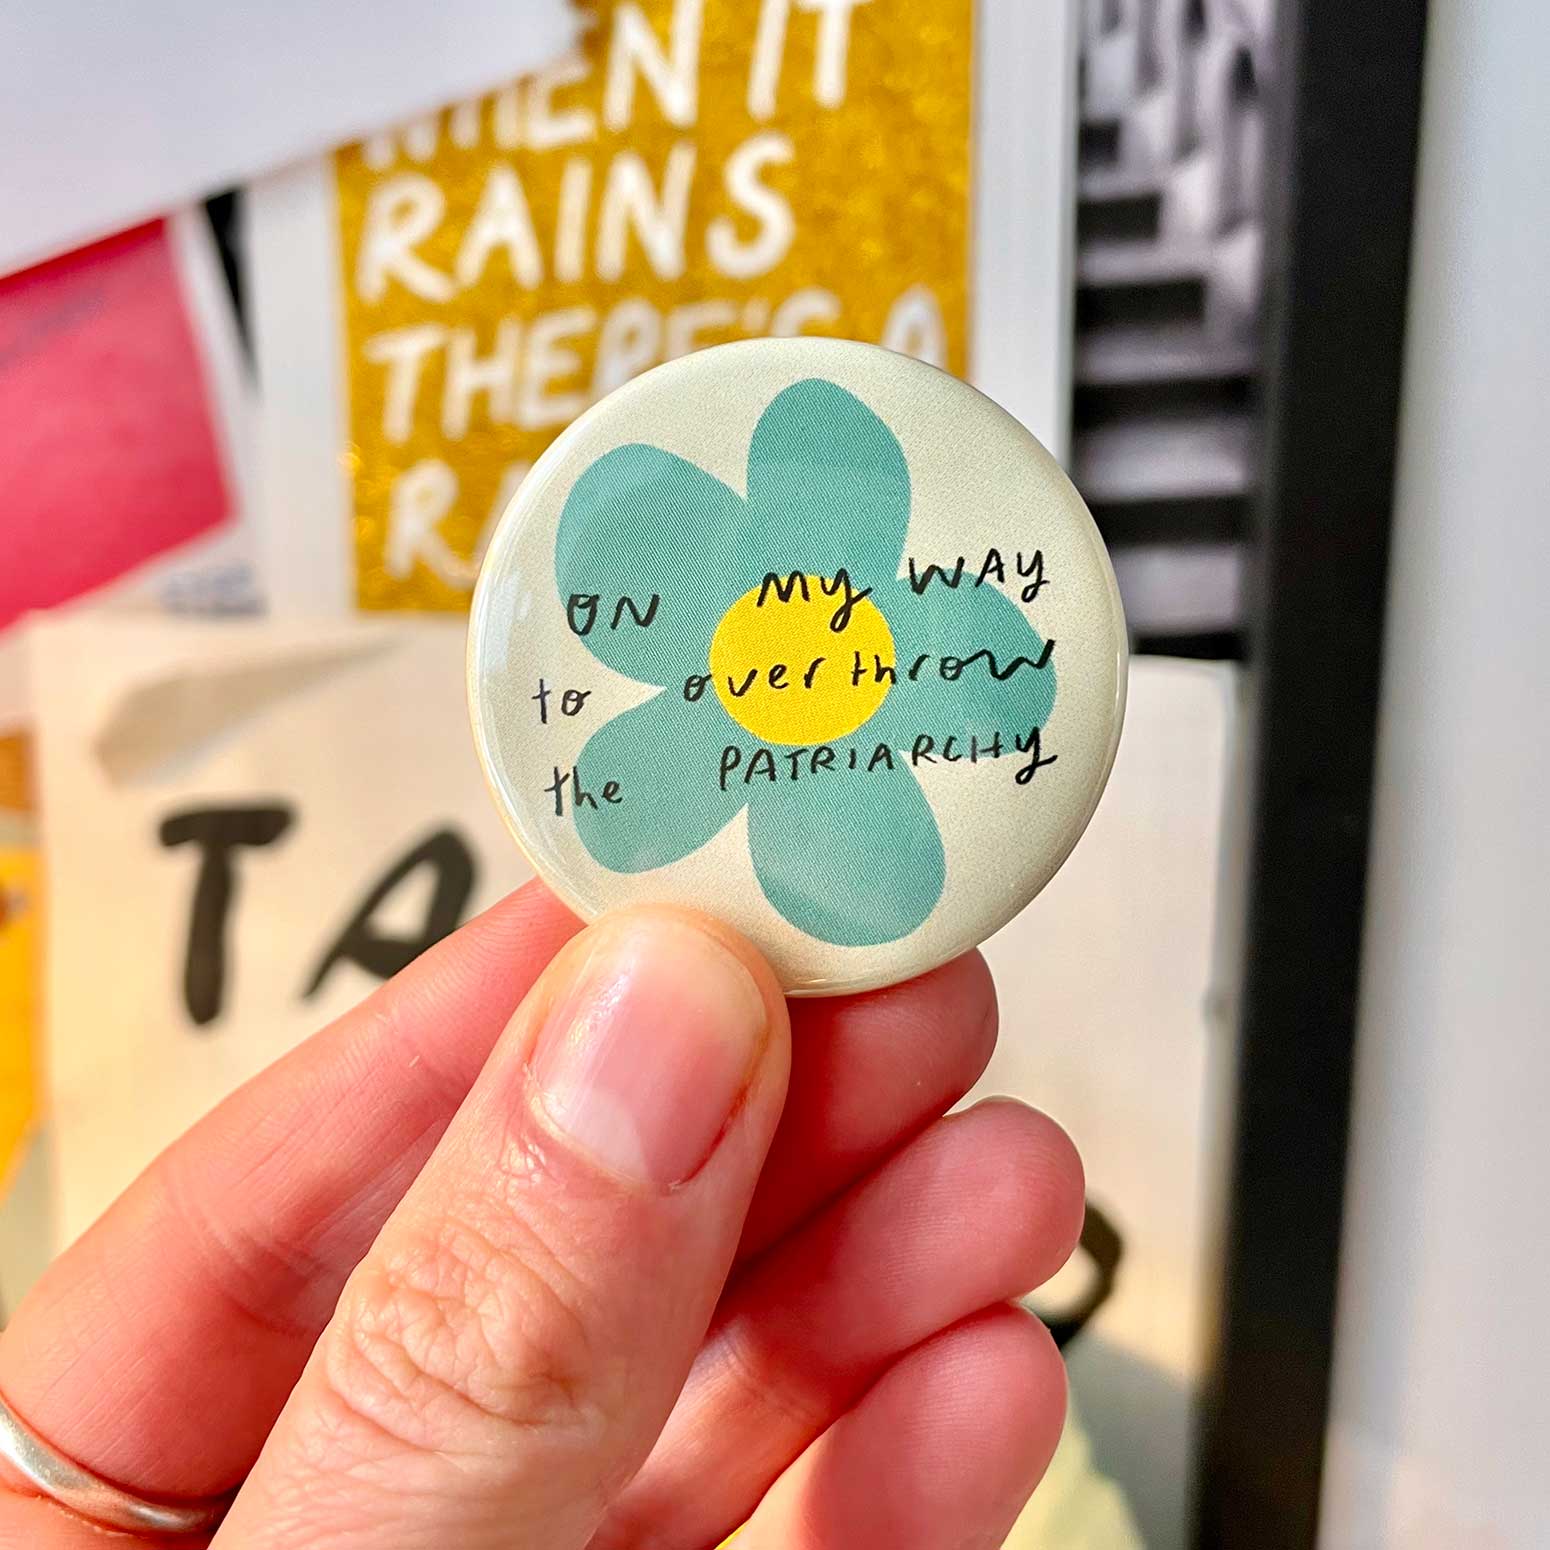 WHEN IT
RAINS
THERE'S A
ON MY WAY
to overthrow
the PATRIARCHY
TA